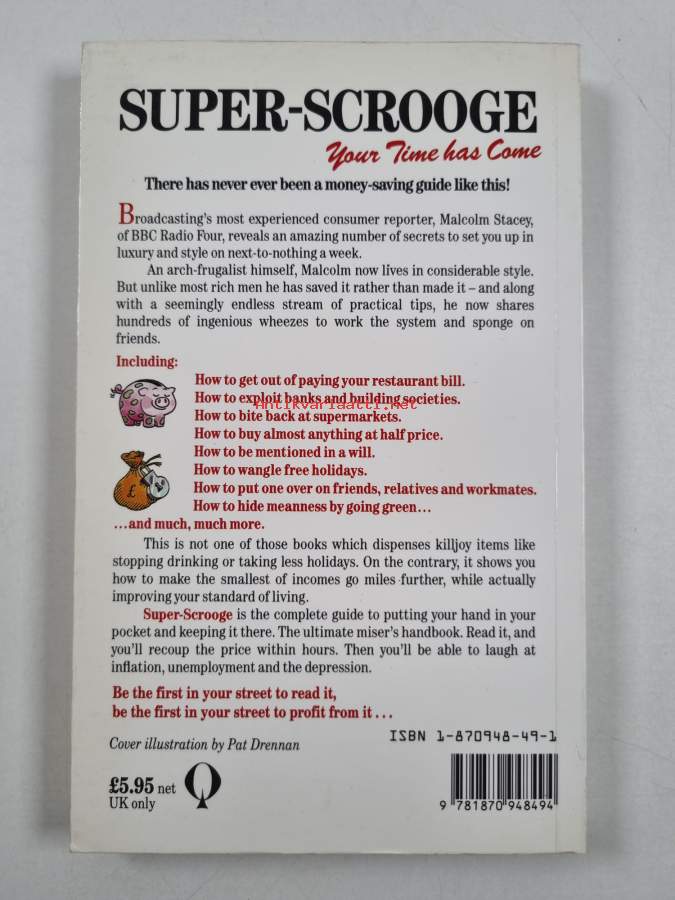 SUPER-SCROOGE
Your Time has Come
There has never ever been a money-saving guide like this!
Broadcasting's most experienced consumer reporter, Malcolm Stacey,
of BBC Radio Four, reveals an amazing number of secrets to set you up in
luxury and style on next-to-nothing a week.
An arch-frugalist himself, Malcolm now lives in considerable style.
But unlike most rich men he has saved it rather than made it – and along
with a seemingly endless stream of practical tips, he now shares
hundreds of ingenious wheezes to work the system and sponge on
friends.
Including:
How to get out of paying your restaurant bill.
How to exploit banks and building societies.
Antikvariaatti.net
How to bite back at supermarkets.
How to buy almost anything at half price.
How to be mentioned in a will.
How to wangle free holidays.
£
How to put one over on friends, relatives and workmates.
How to hide meanness by going green...
...and much, much more.
This is not one of those books which dispenses killjoy items like
stopping drinking or taking less holidays. On the contrary, it shows you
how to make the smallest of incomes go miles further, while actually
improving your standard of living.
Super-Scrooge is the complete guide to putting your hand in your
pocket and keeping it there. The ultimate miser's handbook. Read it, and
you'll recoup the price within hours. Then you'll be able to laugh at
inflation, unemployment and the depression.
Be the first in your street to read it,
be the first in your street to profit from it...
ISBN 1-870948-49-1
Cover illustration by Pat Drennan
£5.95 net
UK only
9 781870 948494